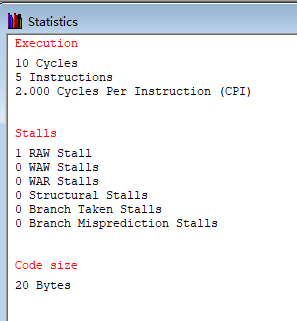 Statistics
Execution
10 Cycles
5 Instructions
2.000 Cycles Per Instruction (CPI)
Stalls
1 RAW Stall
0 WAW Stalls
0 WAR Stalls
0 Structural Stalls
0 Branch Taken Stalls
0 Branch Misprediction Stalls
Code size
20 Bytes